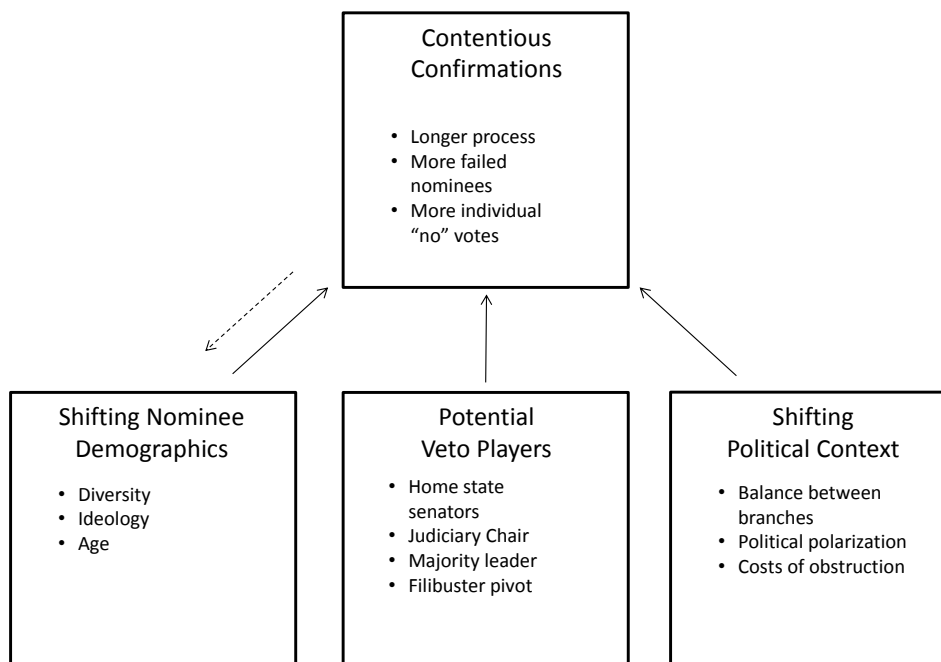 Contentious
Confirmations
• Longer process
• More failed
nominees
• More individual
“no” votes
Shifting Nominee
Demographics
• Diversity
• Ideology
• Age
Potential
Veto Players
• Home state
senators
• Judiciary Chair
• Majority leader
• Filibuster pivot
Shifting
Political Context
• Balance between
branches
• Political polarization
• Costs of obstruction